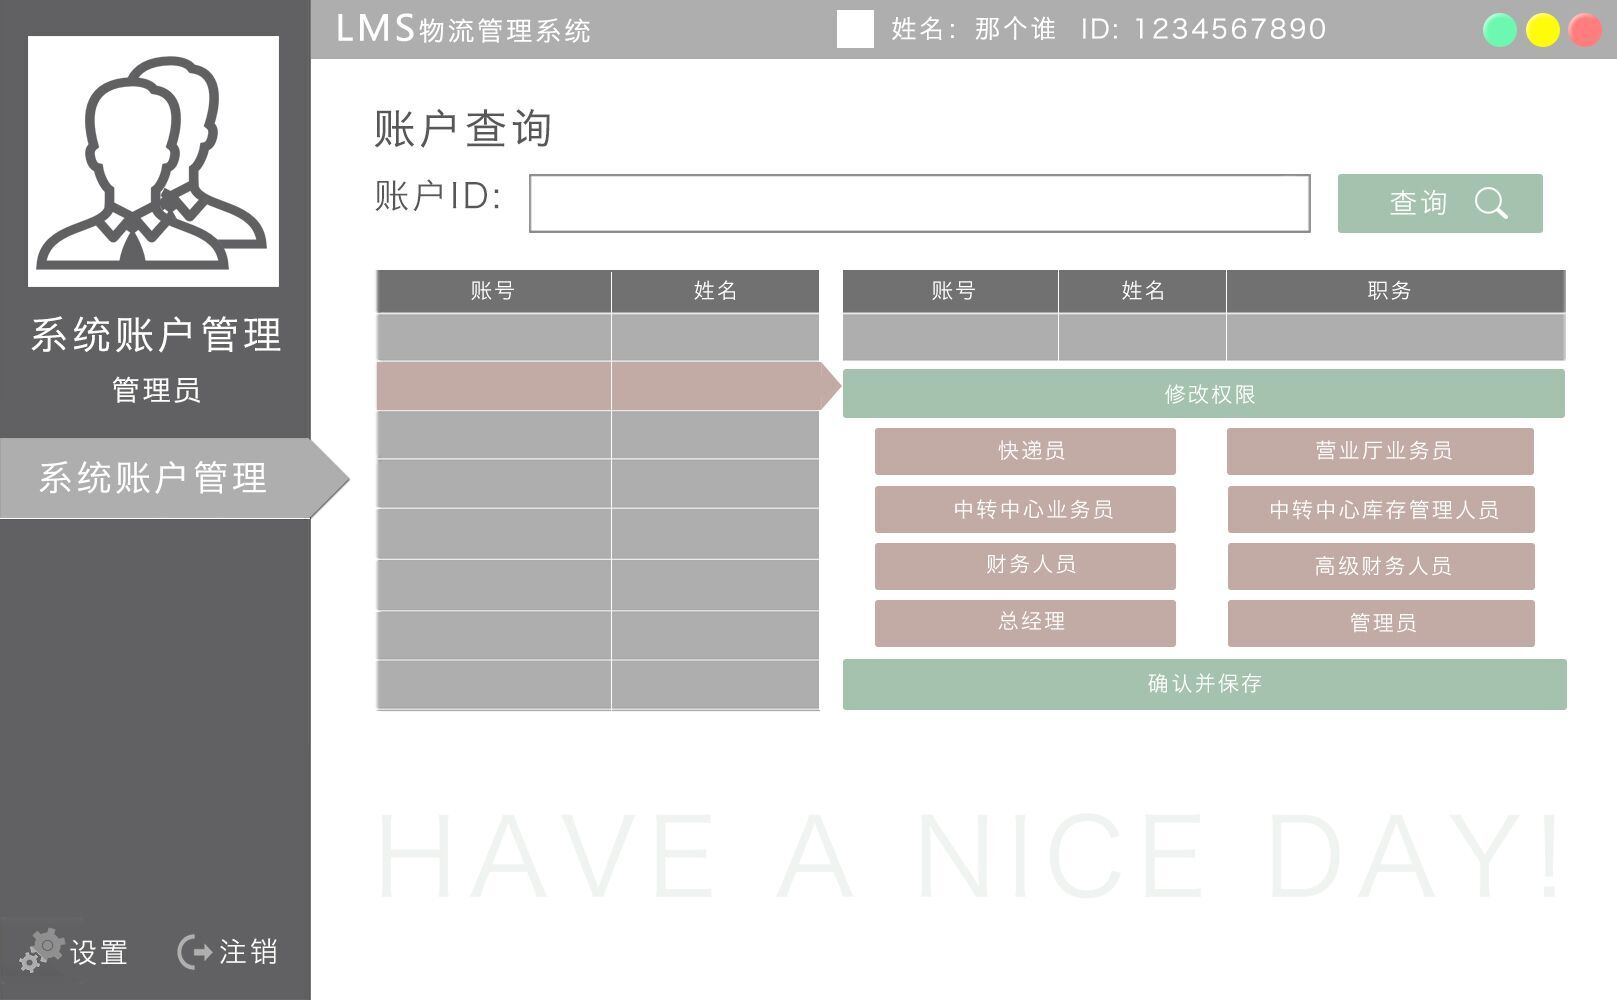 LMS物流管理系统
姓名：那个谁 ID: 1234567890
系统账户管理
管理员
系统账户管理
设置
注销
账户查询
账户ID:
查询
账号 姓名
账号 姓名 职务
修改权限
快递员 营业厅业务员
中转中心业务员 中转中心库存管理人员
财务人员 高级财务人员
总经理 管理员
确认并保存
HAVE A NICE DAY!